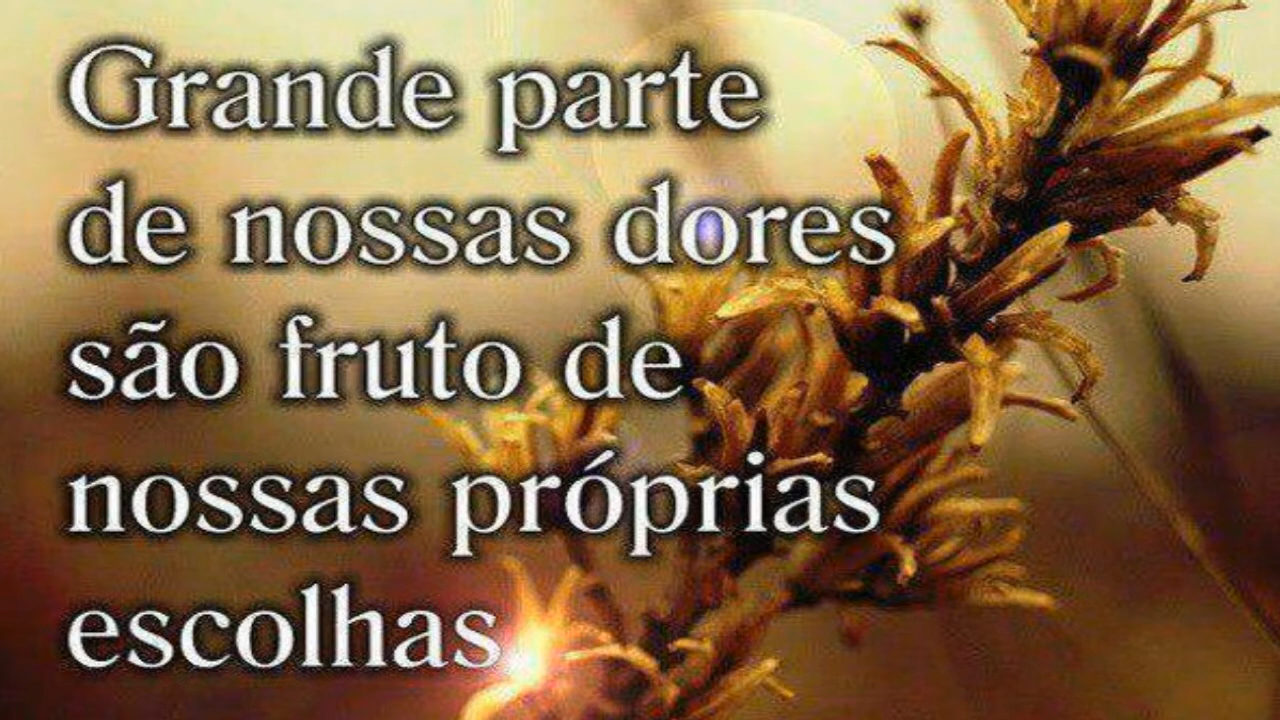 Grande parte
de nossas dores
são fruto de
nossas próprias
escolhas.